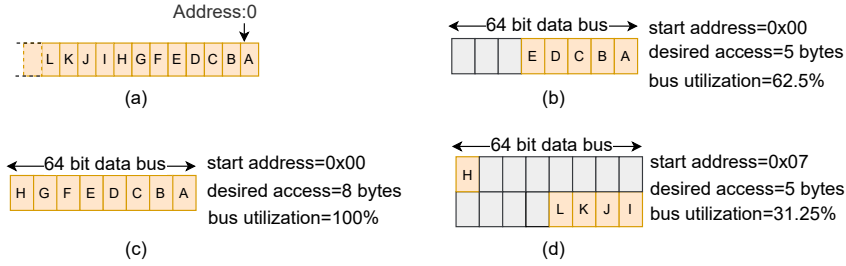 Address:0
L K J I H G F E D C B A
(a)
64 bit data bus
start address=0x00
desired access=5 bytes
E D C B A
bus utilization=62.5%
(b)
64 bit data bus
start address=0x00
H G F E D C B A
desired access=8 bytes
bus utilization=100%
(c)
64 bit data bus
start address=0x07
H
desired access=5 bytes
L K J I
bus utilization=31.25%
(d)